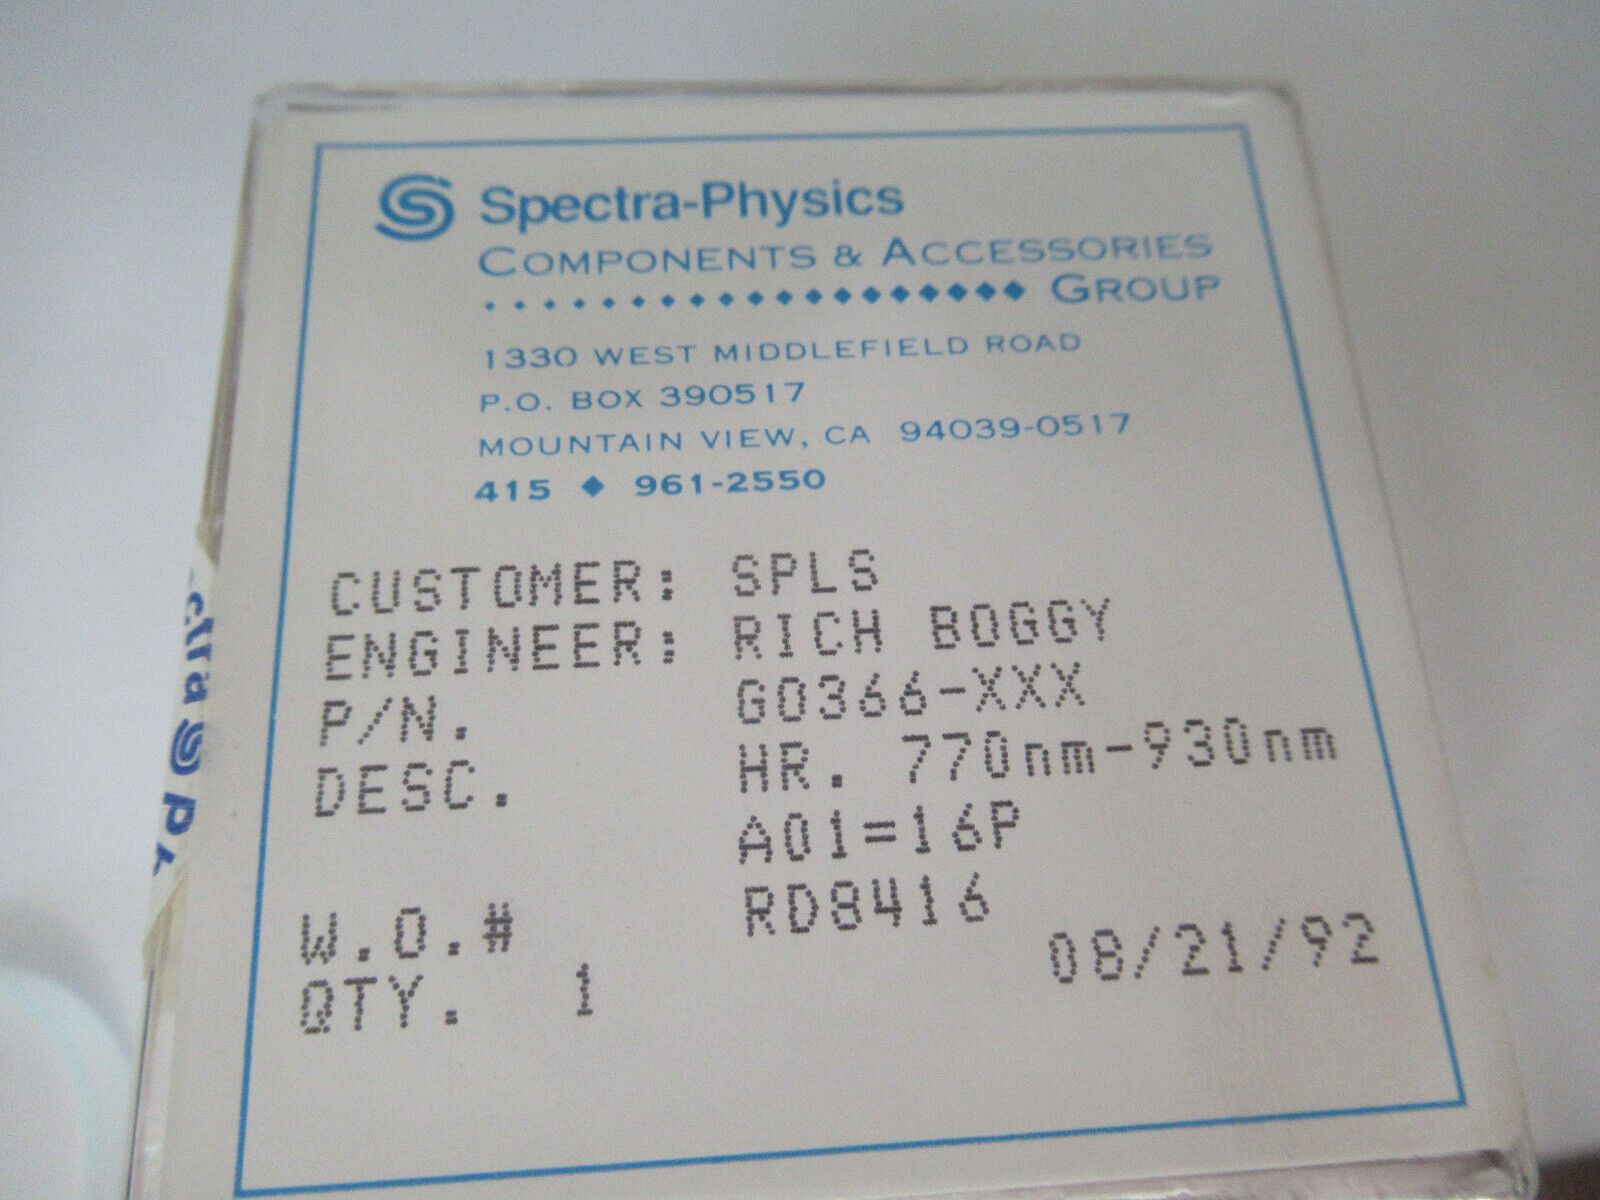 Spectra-Physics
COMPONENTS & ACCESSORIES
GROUP
1330 WEST MIDDLEFIELD ROAD
P.O. BOX 390517
MOUNTAIN VIEW, CA 94039-0517
415 ◆ 961-2550
CUSTOMER: SPLS
ENGINEER: RICH BOGGY
P/N. G0366-XXX
DESC. HR. 770nm-930nm
A01=16P
W.O.# RD8416
QTY. 1 08/21/92